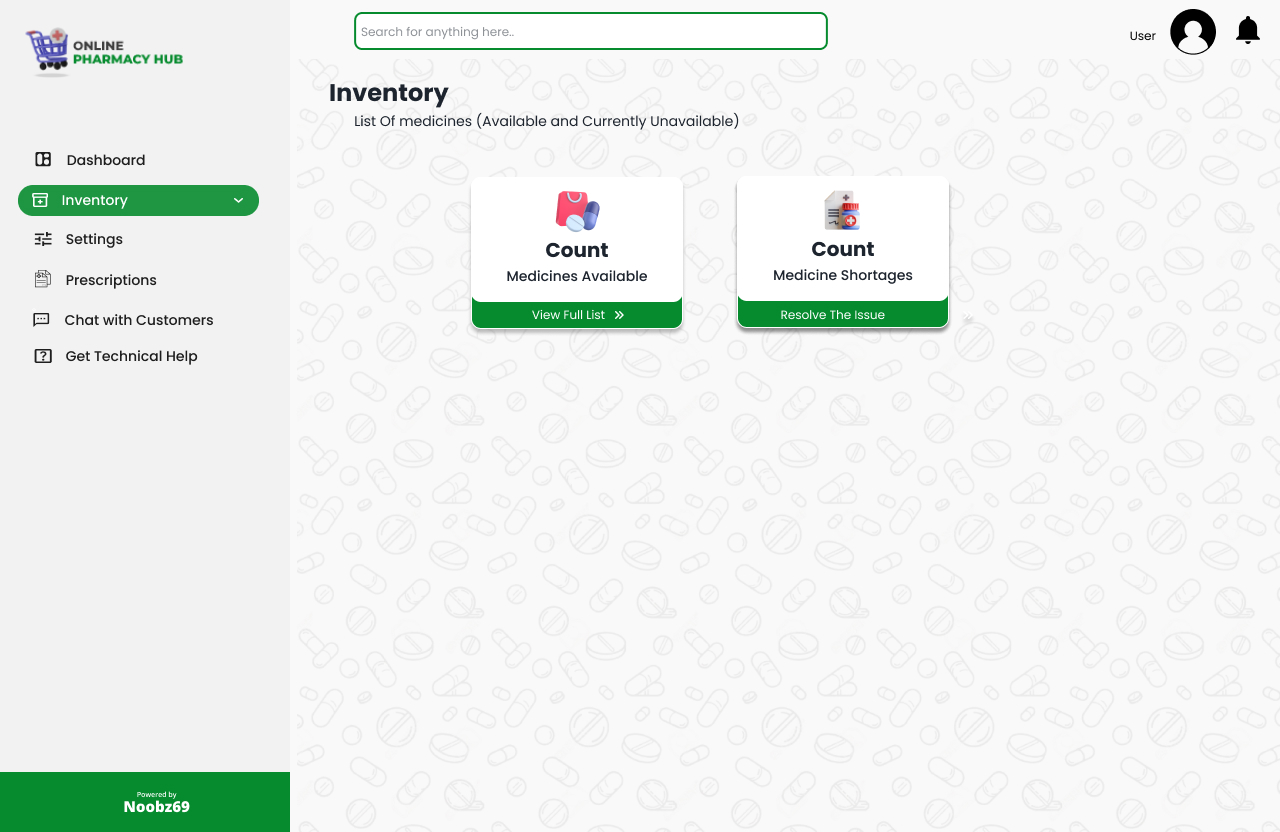 ONLINE
PHARMACY HUB
Search for anything here..
User
Dashboard
Inventory
Settings
Prescriptions
Chat with Customers
Get Technical Help
Powered by
Noobz69
Inventory
List Of medicines (Available and Currently Unavailable)
Count
Medicines Available
View Full List
Count
Medicine Shortages
Resolve The Issue